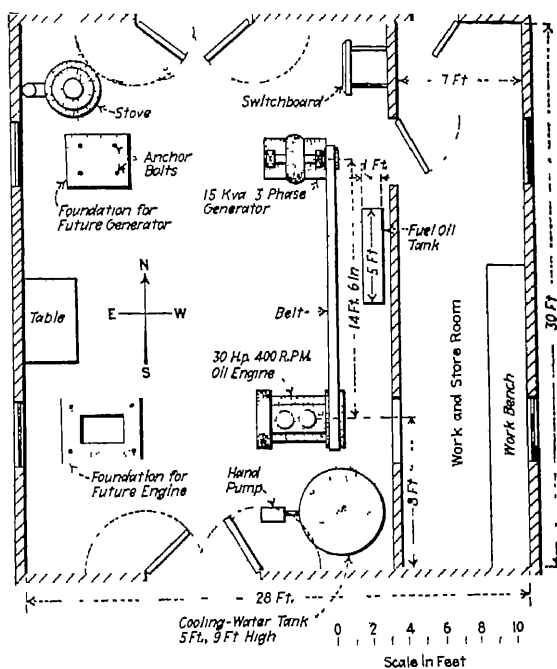 7 Ft
Switchboard
Stove
Anchor
Bolts
Foundation for
Future Generator
15 Kva 3 Phase
Generator
Ft.
Fuel Oil
Tank
5 Ft
14 Ft. 6 In
30 Ft
N
E W
S
Table
Belt
30 H.p. 400 R.P.M.
Oil Engine
Work and Store Room
Work Bench
Foundation for
Future Engine
Hand
Pump
8 Ft
28 Ft.
Cooling-Water Tank
5 Ft., 9 Ft High
0 2 4 6 8 10
Scale In Feet